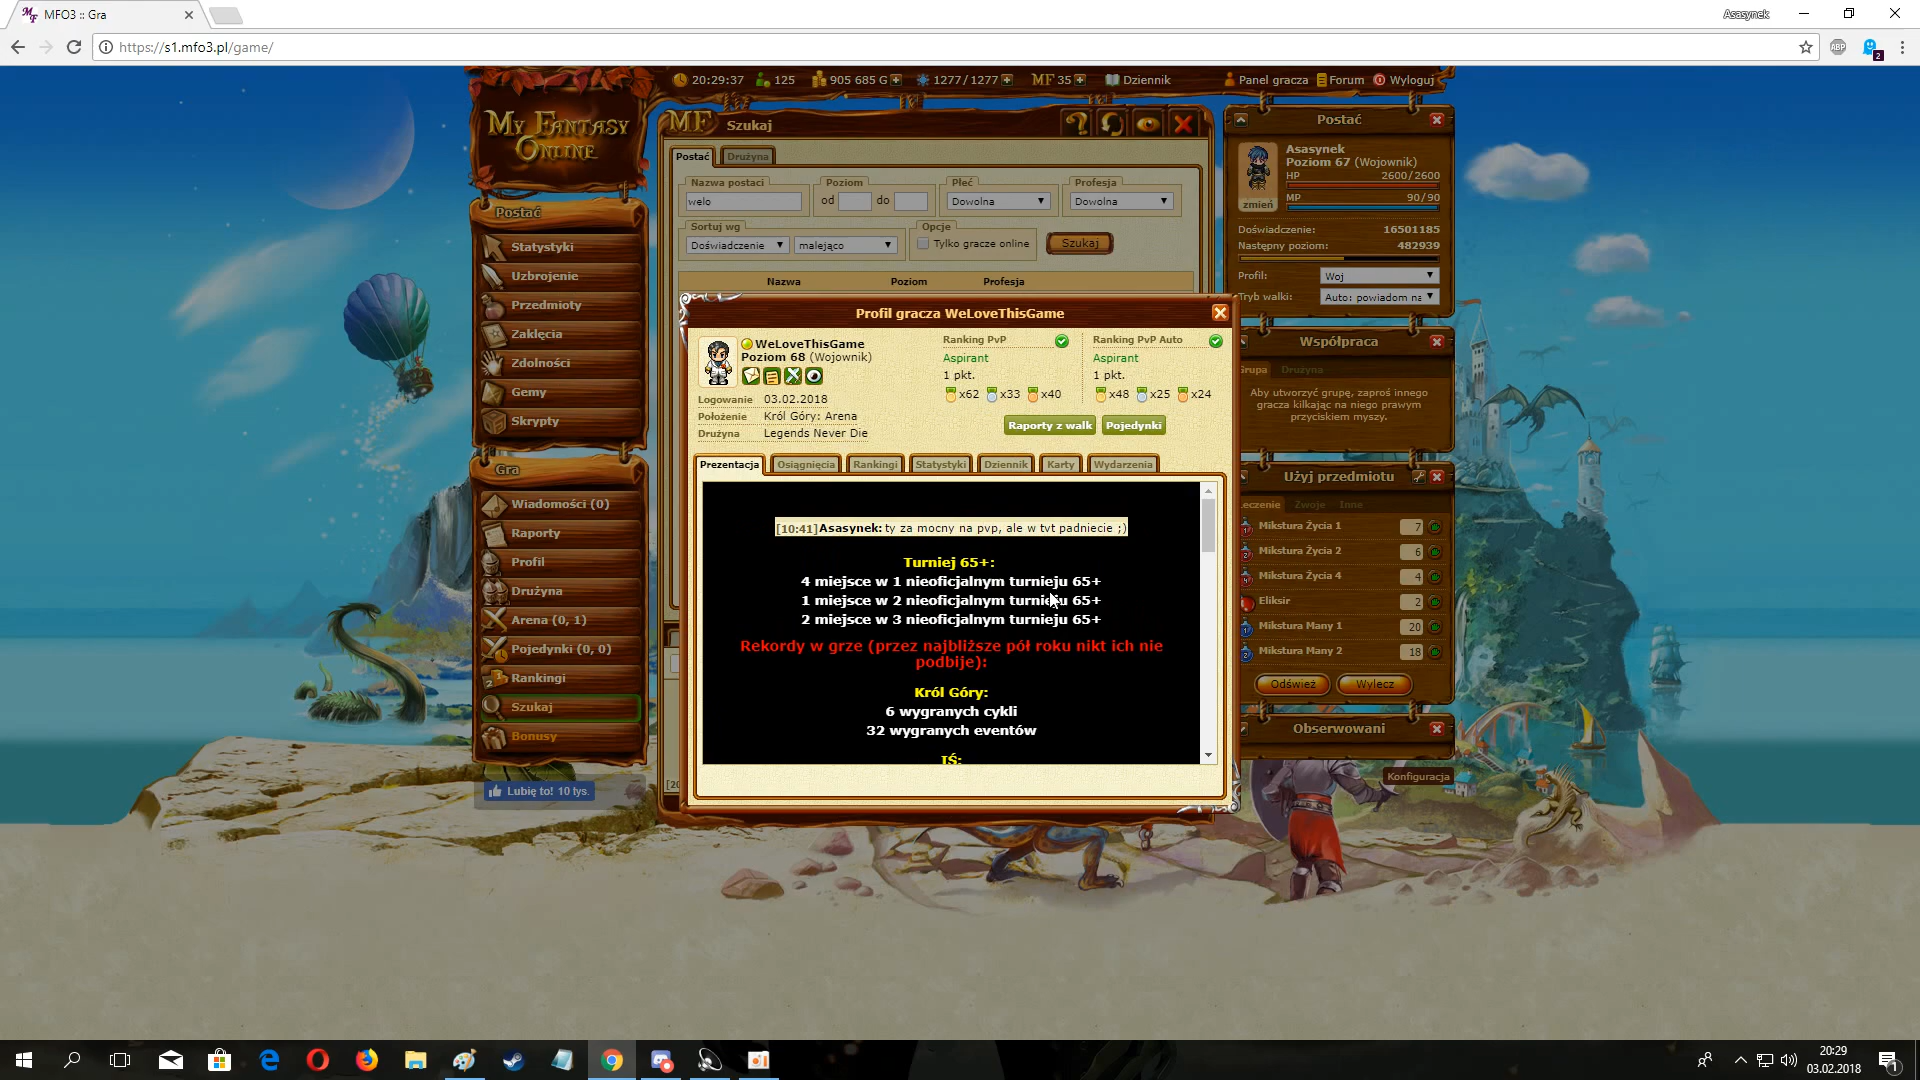 MFO3 :: Gra
Asasynek
https://s1.mfo3.pl/game/
ABP
2
20:29:37
125
905 685 G
1277/1277
MF 35
Dziennik
Panel gracza
Forum
Wyloguj
My Fantasy
Online
MF
Szukaj
Postać
Drużyna
Nazwa postaci
welo
Poziom
od
do
Płeć
Dowolna
Profesja
Dowolna
Sortuj wg
Doświadczenie
malejąco
Opcje
Tylko gracze online
Szukaj
Nazwa
Poziom
Profesja
Postać
Statystyki
Uzbrojenie
Przedmioty
Zaklęcia
Zdolności
Gemy
Skrypty
Gra
Wiadomości (0)
Raporty
Profil
Drużyna
Arena (0, 1)
Pojedynki (0, 0)
Rankingi
Szukaj
Bonusy
Lubię to! 10 tys.
Profil gracza WeLoveThisGame
WeLoveThisGame
Poziom 68 (Wojownik)
Logowanie 03.02.2018
Położenie Król Góry: Arena
Drużyna Legends Never Die
Ranking PvP
Aspirant
1 pkt.
x62 x33 x40
Ranking PvP Auto
Aspirant
1 pkt.
x48 x25 x24
Raporty z walk
Pojedynki
Prezentacja
Osiągnięcia
Rankingi
Statystyki
Dziennik
Karty
Wydarzenia
[10:41]Asasynek: ty za mocny na pvp, ale w tvt padniecie ;)
Turniej 65+:
4 miejsce w 1 nieoficjalnym turnieju 65+
1 miejsce w 2 nieoficjalnym turnieju 65+
2 miejsce w 3 nieoficjalnym turnieju 65+
Rekordy w grze (przez najbliższe pół roku nikt ich nie
podbije):
Król Góry:
6 wygranych cykli
32 wygranych eventów
IŚ:
[20
Postać
Asasynek
Poziom 67 (Wojownik)
HP 2600/2600
MP 90/90
zmień
Doświadczenie: 16501185
Następny poziom: 482939
Profil: Woj
Tryb walki: Auto: powiadom na
Współpraca
Grupa
Drużyna
Aby utworzyć grupę, zaproś innego
gracza klikając na niego prawym
przyciskiem myszy.
Użyj przedmiotu
Leczenie
Zwoje
Inne
Mikstura Życia 1 7
Mikstura Życia 2 6
Mikstura Życia 4 4
Eliksir 2
Mikstura Many 1 20
Mikstura Many 2 18
Odśwież
Wylecz
Obserwowani
Konfiguracja
20:29
03.02.2018
1